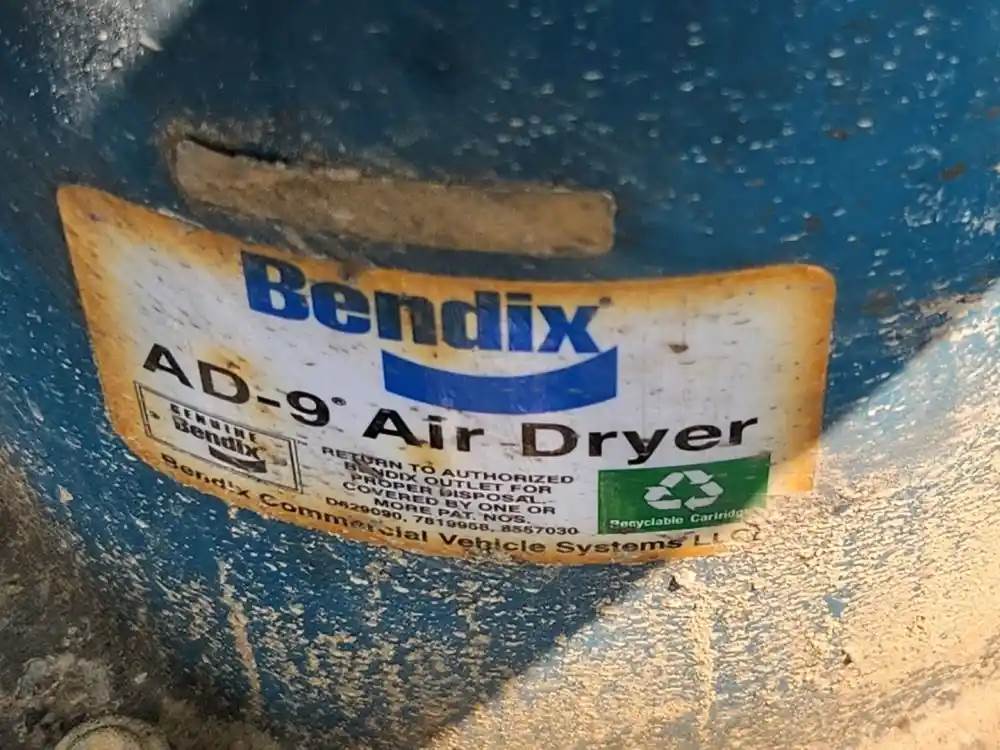 Bendix®
AD-9® Air Dryer
GENUINE
Bendix
RETURN TO AUTHORIZED
BENDIX OUTLET FOR
PROPER DISPOSAL.
COVERED BY ONE OR
MORE PAT. NOS.
D629090, 7819958, 8557030
Recyclable Cartridge
Bendix Commercial Vehicle Systems LLC